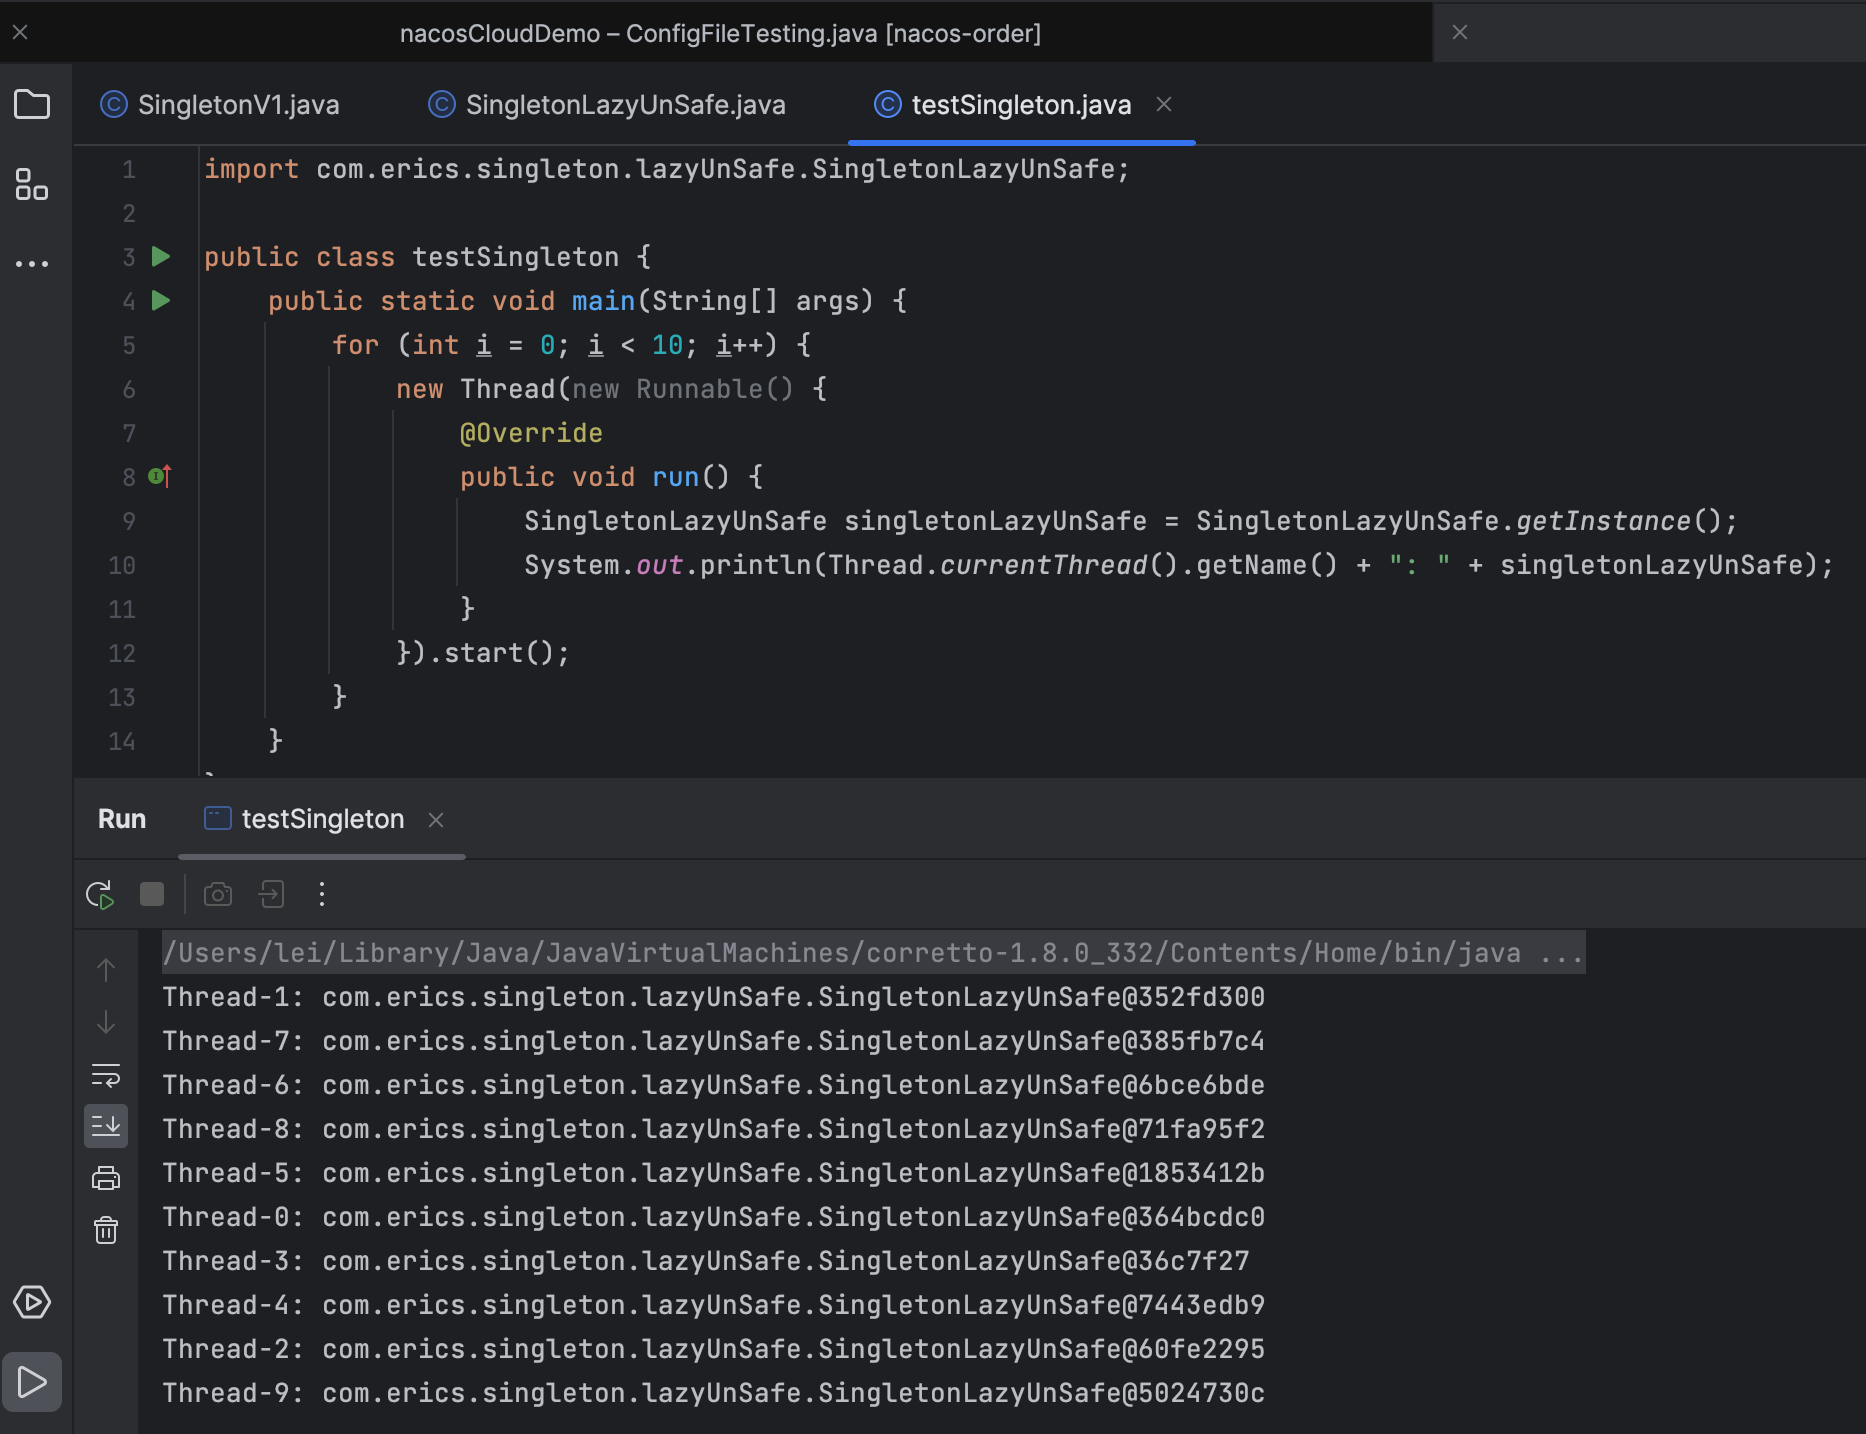 nacosCloudDemo – ConfigFileTesting.java [nacos-order]
SingletonV1.java SingletonLazyUnSafe.java testSingleton.java
1 import com.erics.singleton.lazyUnSafe.SingletonLazyUnSafe;
2
3 public class testSingleton {
4 public static void main(String[] args) {
5 for (int i = 0; i < 10; i++) {
6 new Thread(new Runnable() {
7 @Override
8 public void run() {
9 SingletonLazyUnSafe singletonLazyUnSafe = SingletonLazyUnSafe.getInstance();
10 System.out.println(Thread.currentThread().getName() + ": " + singletonLazyUnSafe);
11 }
12 }).start();
13 }
14 }
Run testSingleton
/Users/lei/Library/Java/JavaVirtualMachines/corretto-1.8.0_332/Contents/Home/bin/java ...
Thread-1: com.erics.singleton.lazyUnSafe.SingletonLazyUnSafe@352fd300
Thread-7: com.erics.singleton.lazyUnSafe.SingletonLazyUnSafe@385fb7c4
Thread-6: com.erics.singleton.lazyUnSafe.SingletonLazyUnSafe@6bce6bde
Thread-8: com.erics.singleton.lazyUnSafe.SingletonLazyUnSafe@71fa95f2
Thread-5: com.erics.singleton.lazyUnSafe.SingletonLazyUnSafe@1853412b
Thread-0: com.erics.singleton.lazyUnSafe.SingletonLazyUnSafe@364bcdc0
Thread-3: com.erics.singleton.lazyUnSafe.SingletonLazyUnSafe@36c7f27
Thread-4: com.erics.singleton.lazyUnSafe.SingletonLazyUnSafe@7443edb9
Thread-2: com.erics.singleton.lazyUnSafe.SingletonLazyUnSafe@60fe2295
Thread-9: com.erics.singleton.lazyUnSafe.SingletonLazyUnSafe@5024730c